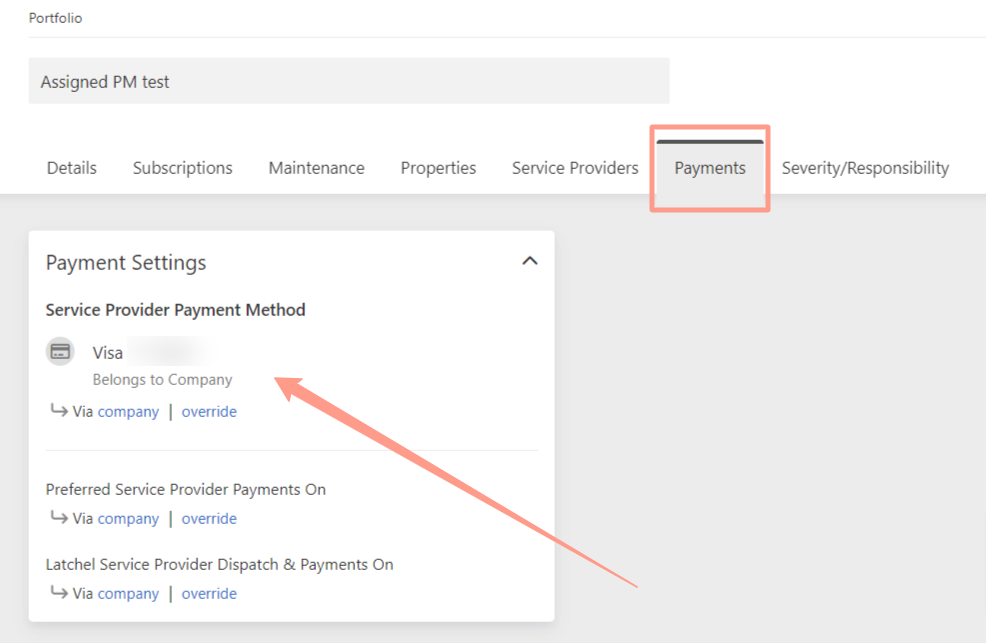 Portfolio
Assigned PM test
Details Subscriptions Maintenance Properties Service Providers Payments Severity/Responsibility
Payment Settings
Service Provider Payment Method
Visa
Belongs to Company
Via company | override
Preferred Service Provider Payments On
Via company | override
Latchel Service Provider Dispatch & Payments On
Via company | override